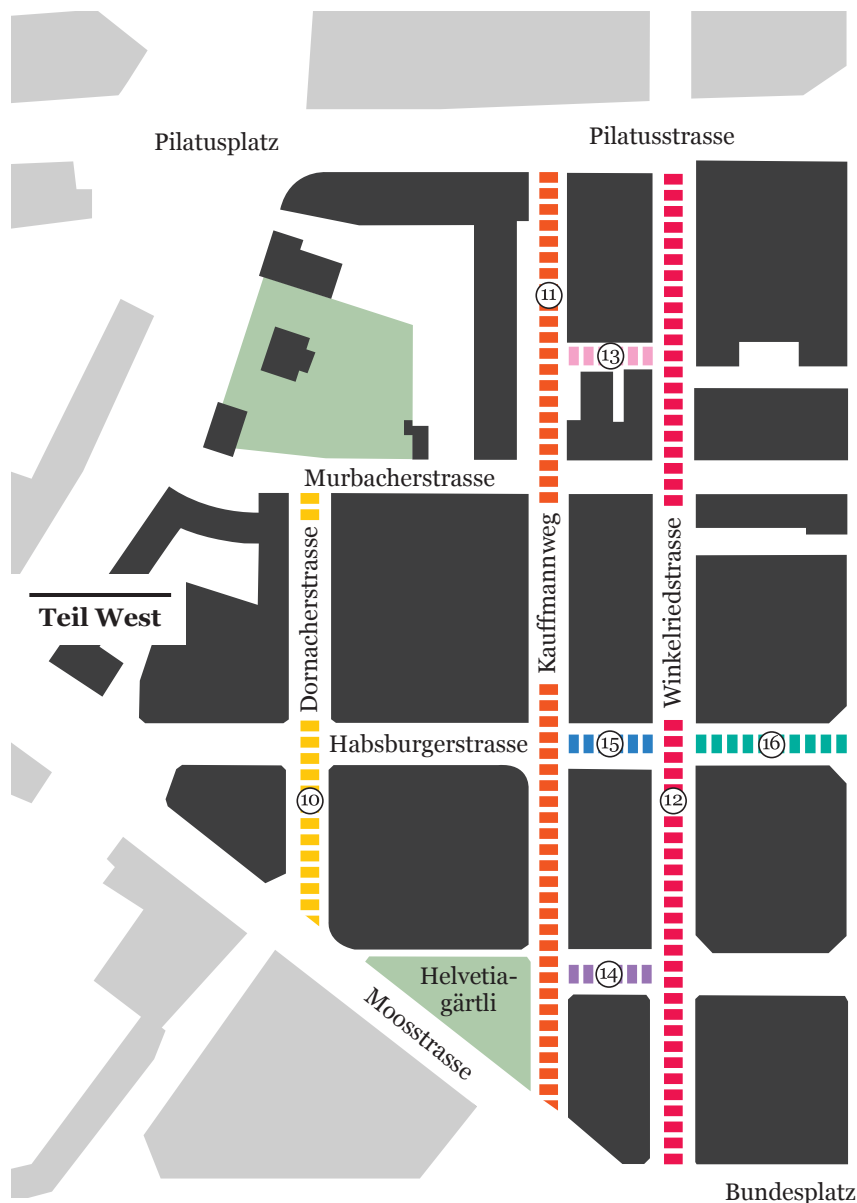 Pilatusplatz
Pilatusstrasse
11
13
Murbacherstrasse
Dornacherstrasse
Kauffmannweg
Winkelriedstrasse
Teil West
Habsburgerstrasse
15
16
10
12
Helvetia-
gärtli
14
Moosstrasse
Bundesplatz